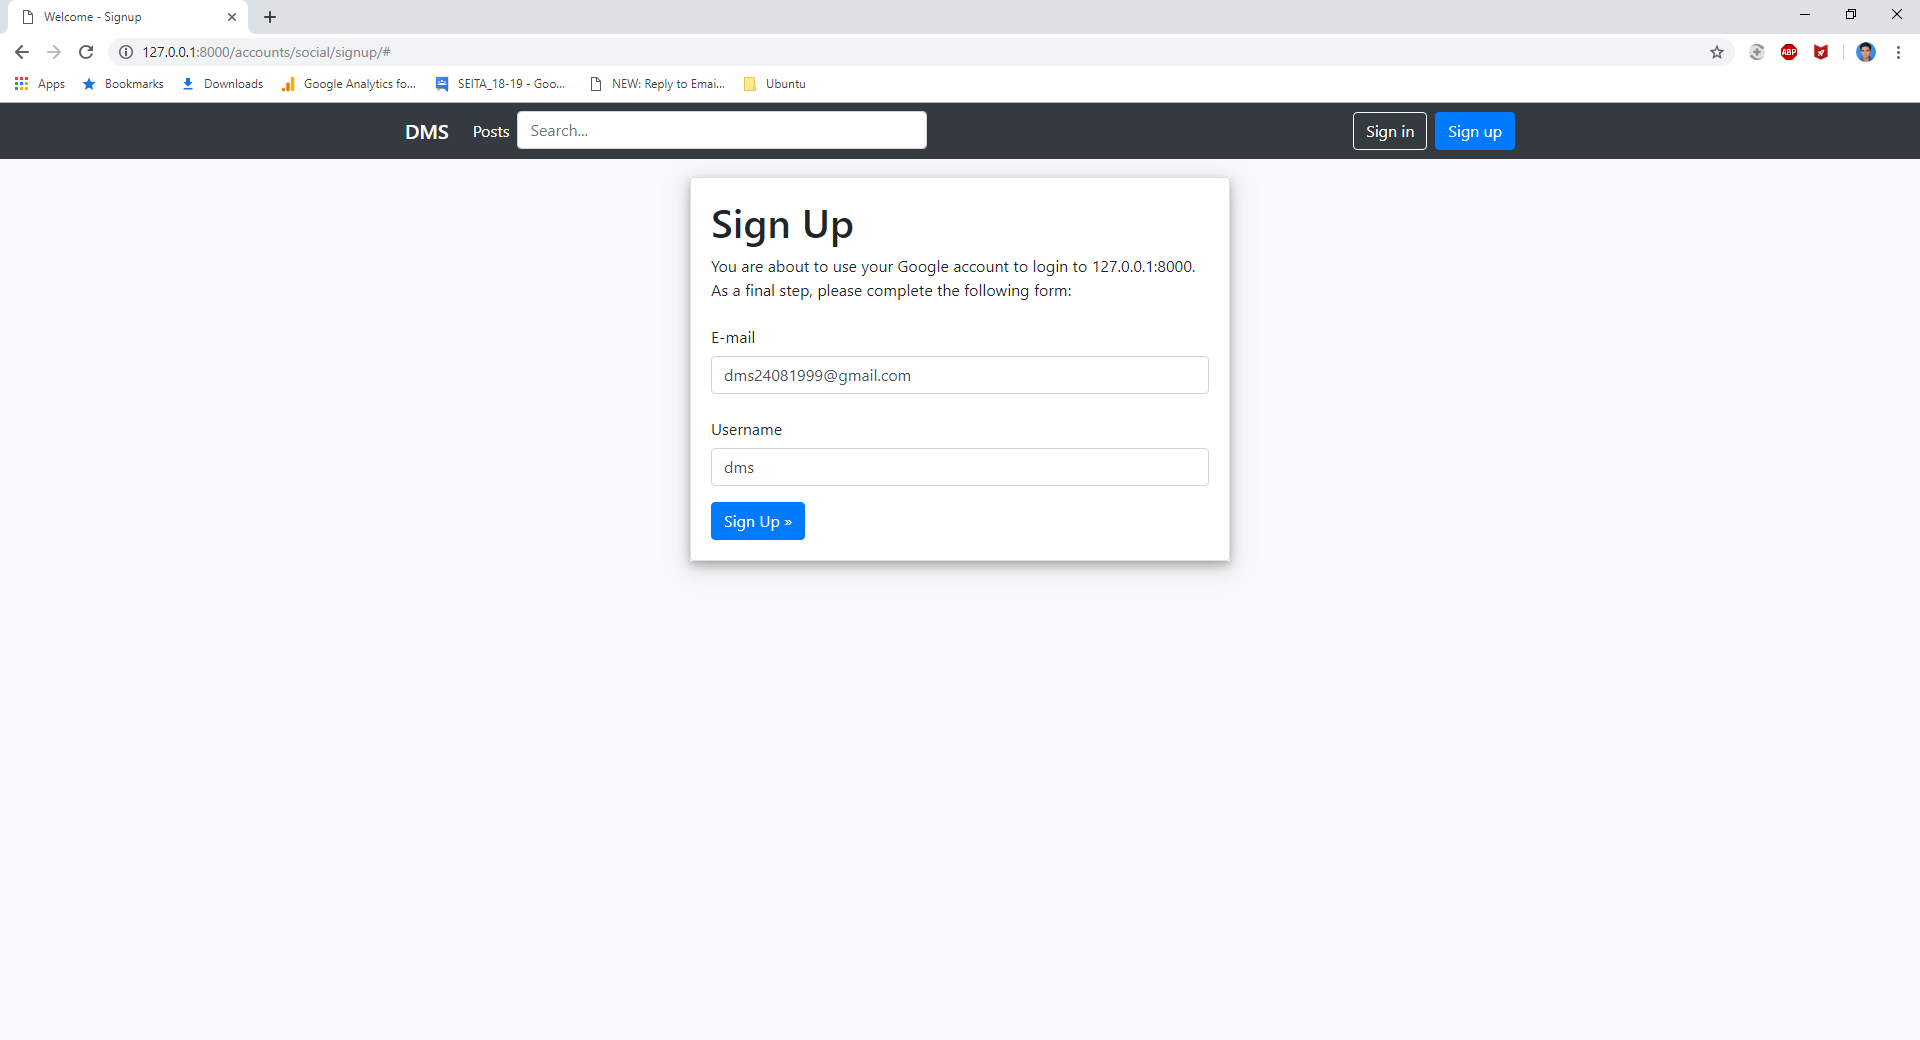 Welcome - Signup
127.0.0.1:8000/accounts/social/signup/#
ABP
Apps Bookmarks Downloads Google Analytics fo... SEITA_18-19 - Goo... NEW: Reply to Emai... Ubuntu
DMS Posts Search... Sign in Sign up
Sign Up
You are about to use your Google account to login to 127.0.0.1:8000.
As a final step, please complete the following form:
E-mail
dms24081999@gmail.com
Username
dms
Sign Up »